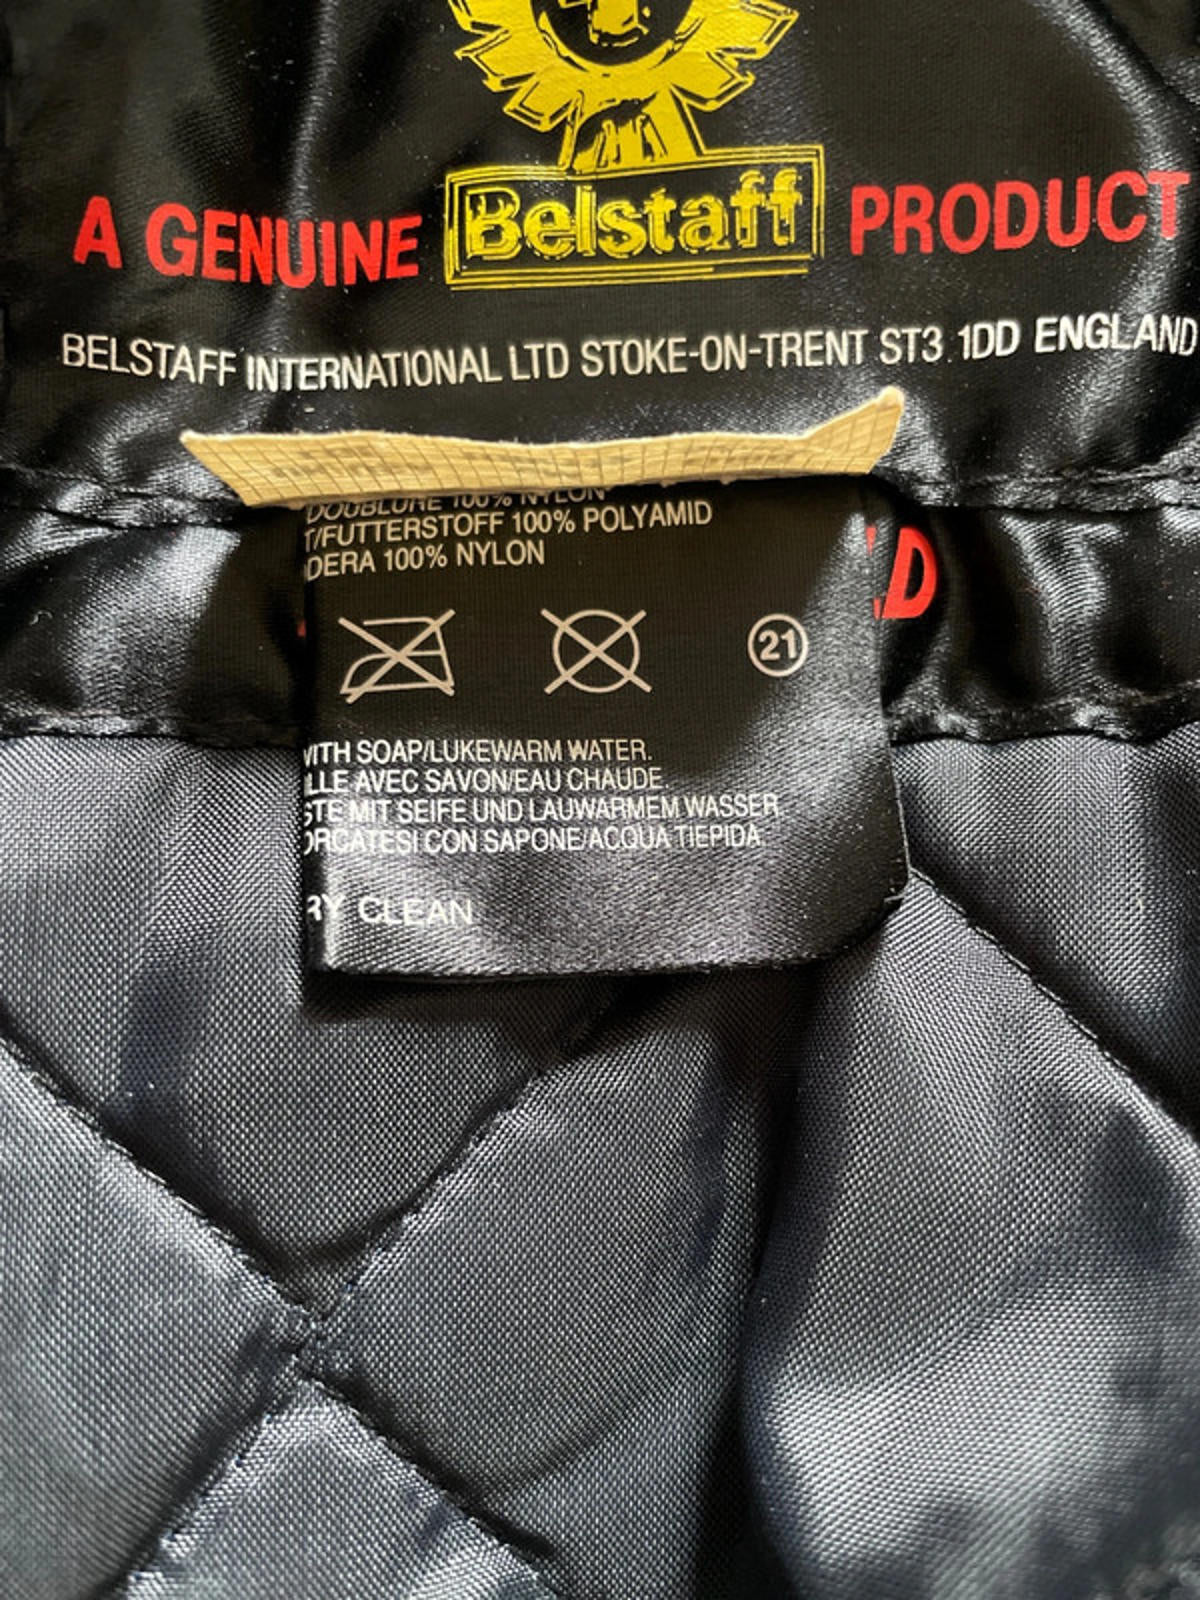 A GENUINE Belstaff PRODUCT
BELSTAFF INTERNATIONAL LTD STOKE-ON-TRENT ST3 1DD ENGLAND
DOUBLURE 100% NYLON
T/FUTTERSTOFF 100% POLYAMID
DERA 100% NYLON
LD
21
WITH SOAP/LUKEWARM WATER.
LLE AVEC SAVON/EAU CHAUDE
STE MIT SEIFE UND LAUWARMEM WASSER
ORCATESI CON SAPONE/ACQUA TIEPIDA
RY CLEAN